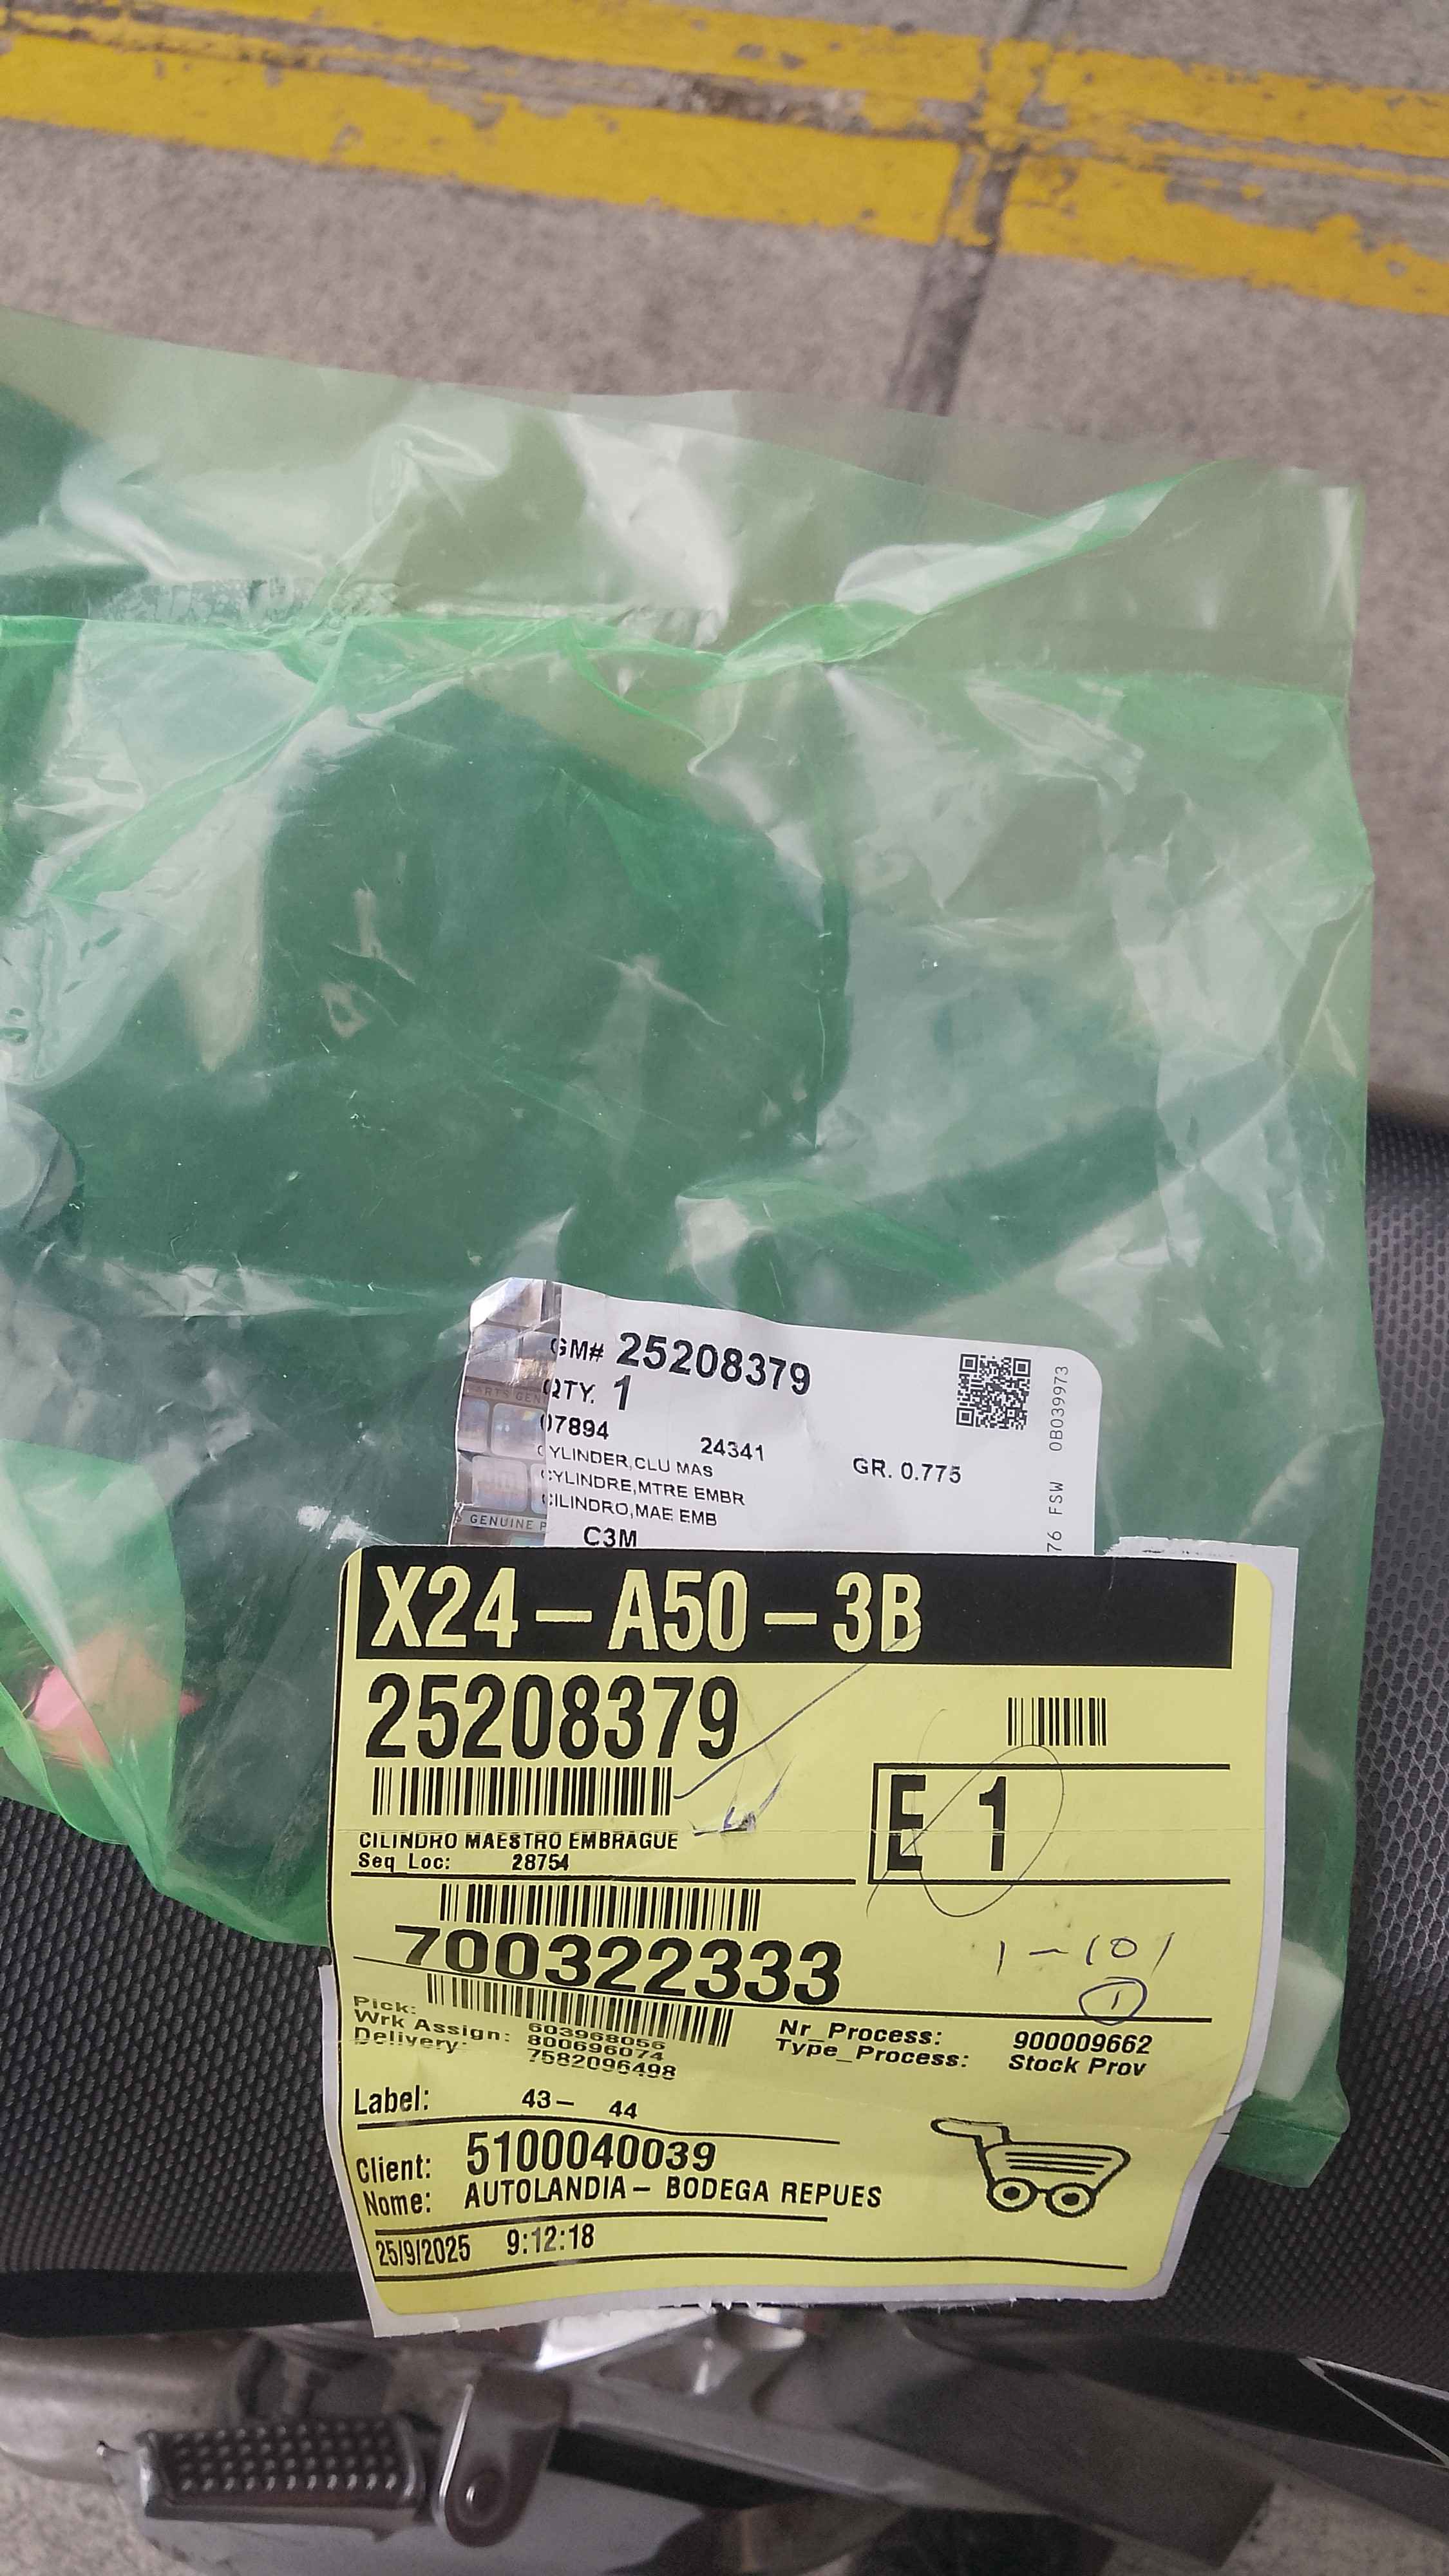 GM# 25208379
QTY. 1
07894 24341
CYLINDER,CLU MAS
GR. 0.775
CYLINDRE,MTRE EMBR
CILINDRO,MAE EMB
C3M
76 FSW 0B039973
GENUINE P
X24-A50-3B
25208379
E 1
CILINDRO MAESTRO EMBRAGUE
Seq Loc: 28754
700322333
1-101
1
Pick: 603968056
Wrk Assign: 800696074
Delivery: 7582096498
Nr_Process: 900009662
Type_Process: Stock Prov
Label: 43- 44
Client: 5100040039
Nome: AUTOLANDIA- BODEGA REPUES
25/9/2025 9:12:18